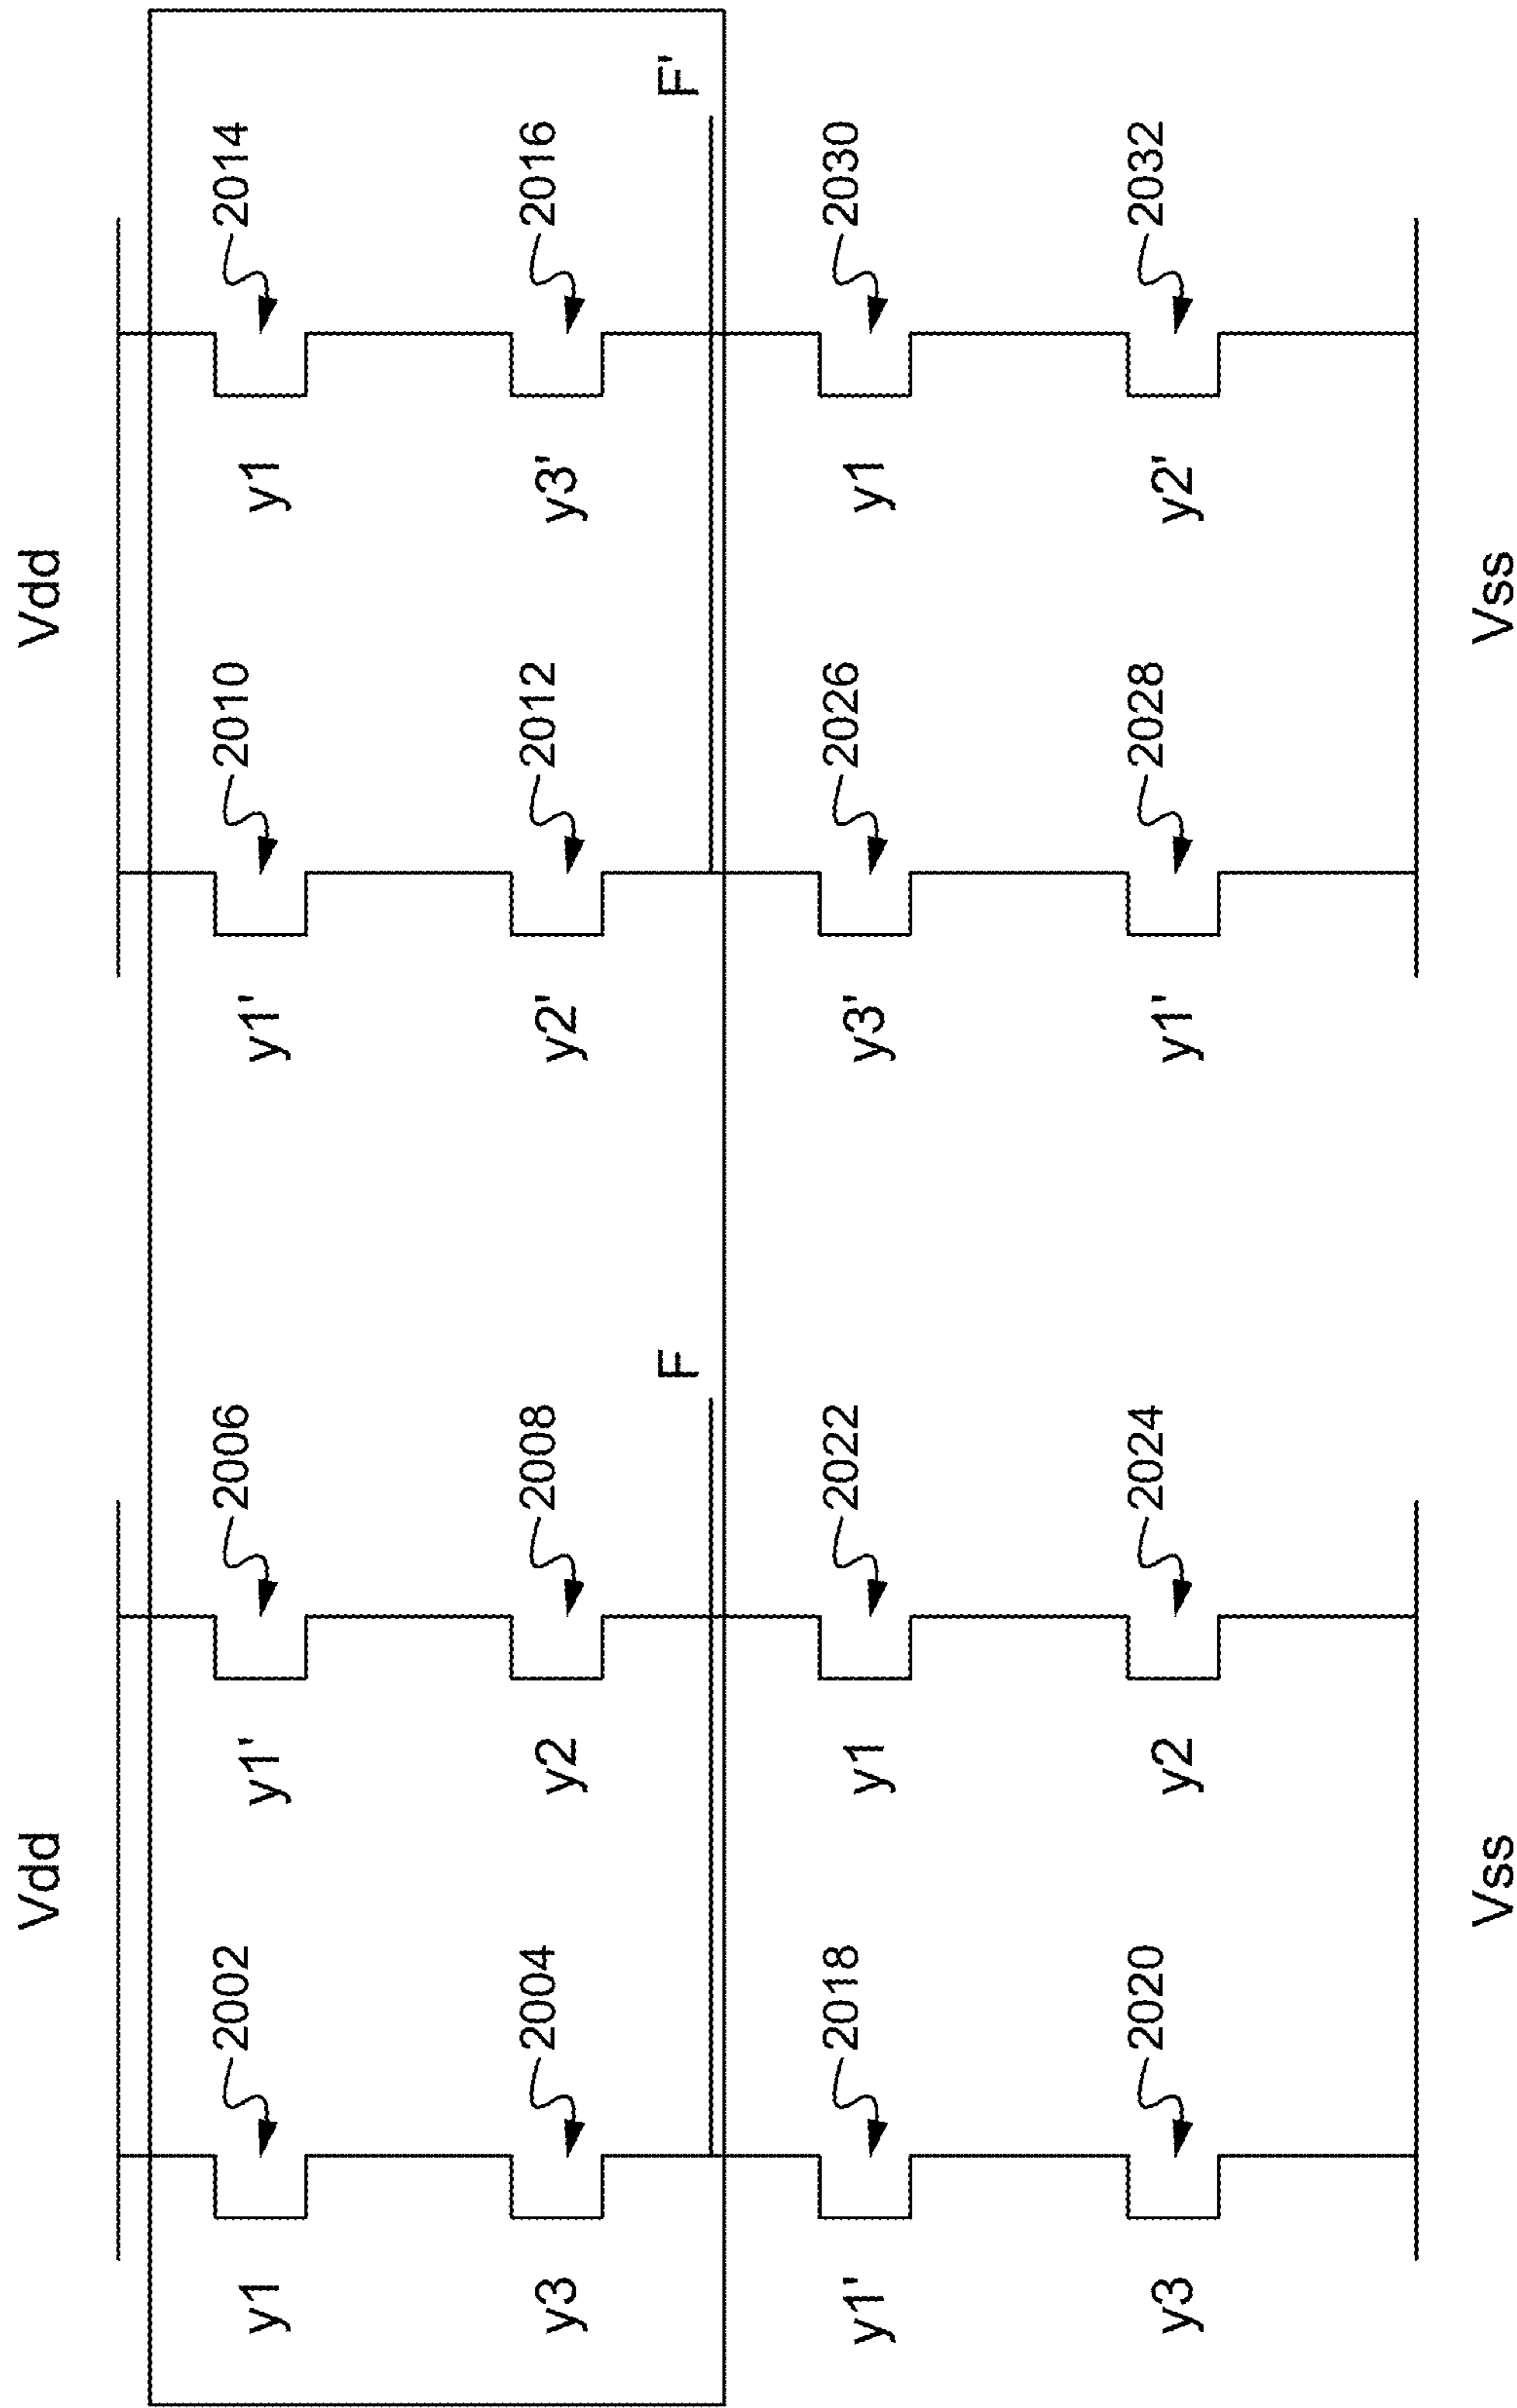 Vdd Vdd
y1 2002 y1' 2006 y1' 2010 y1 2014
y3 2004 y2 2008 y2' 2012 y3' 2016
F F'
y1' 2018 y1 2022 y3' 2026 y1 2030
y3 2020 y2 2024 y1' 2028 y2' 2032
Vss Vss